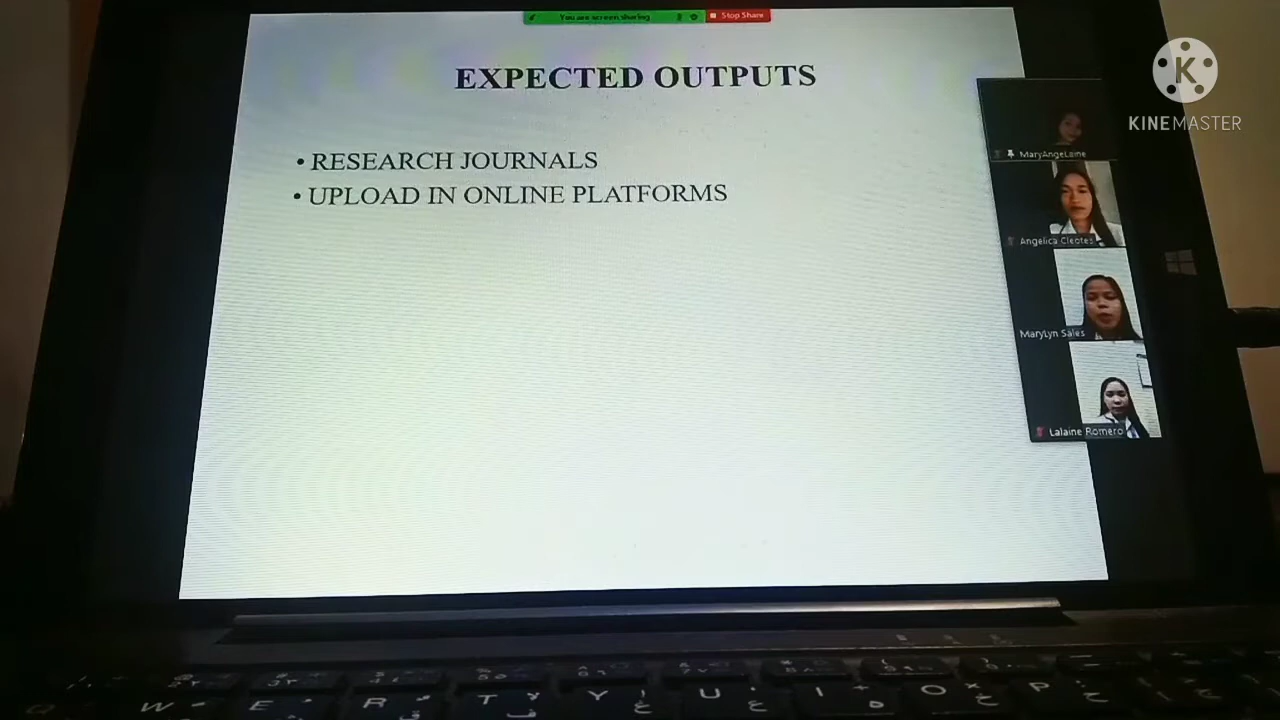 You are screen sharing
Stop Share
EXPECTED OUTPUTS
• RESEARCH JOURNALS
• UPLOAD IN ONLINE PLATFORMS
MaryAngeLaine
Angelica Cleotes
MaryLyn Sales
Lalaine Romero
K
KINEMASTER
W E R T Y U I O P